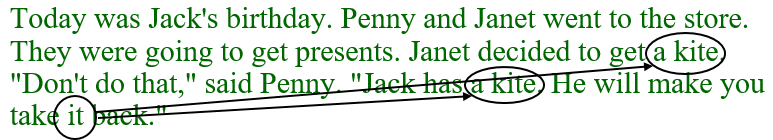 Today was Jack's birthday. Penny and Janet went to the store.
They were going to get presents. Janet decided to get a kite.
"Don't do that," said Penny. "Jack has a kite. He will make you
take it back."